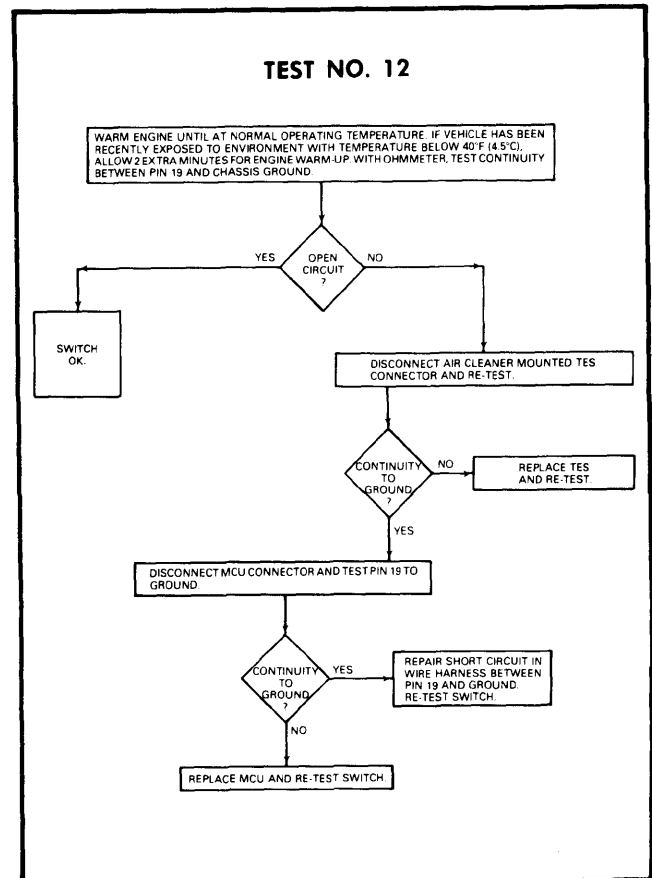 TEST NO. 12
WARM ENGINE UNTIL AT NORMAL OPERATING TEMPERATURE. IF VEHICLE HAS BEEN
RECENTLY EXPOSED TO ENVIRONMENT WITH TEMPERATURE BELOW 40°F (4.5°C),
ALLOW 2 EXTRA MINUTES FOR ENGINE WARM-UP. WITH OHMMETER, TEST CONTINUITY
BETWEEN PIN 19 AND CHASSIS GROUND.
YES
OPEN
CIRCUIT
?
NO
SWITCH
OK.
DISCONNECT AIR CLEANER MOUNTED TES
CONNECTOR AND RE-TEST.
CONTINUITY
TO
GROUND
?
NO
REPLACE TES
AND RE-TEST.
YES
DISCONNECT MCU CONNECTOR AND TEST PIN 19 TO
GROUND.
CONTINUITY
TO
GROUND
?
YES
REPAIR SHORT CIRCUIT IN
WIRE HARNESS BETWEEN
PIN 19 AND GROUND.
RE-TEST SWITCH.
NO
REPLACE MCU AND RE-TEST SWITCH.